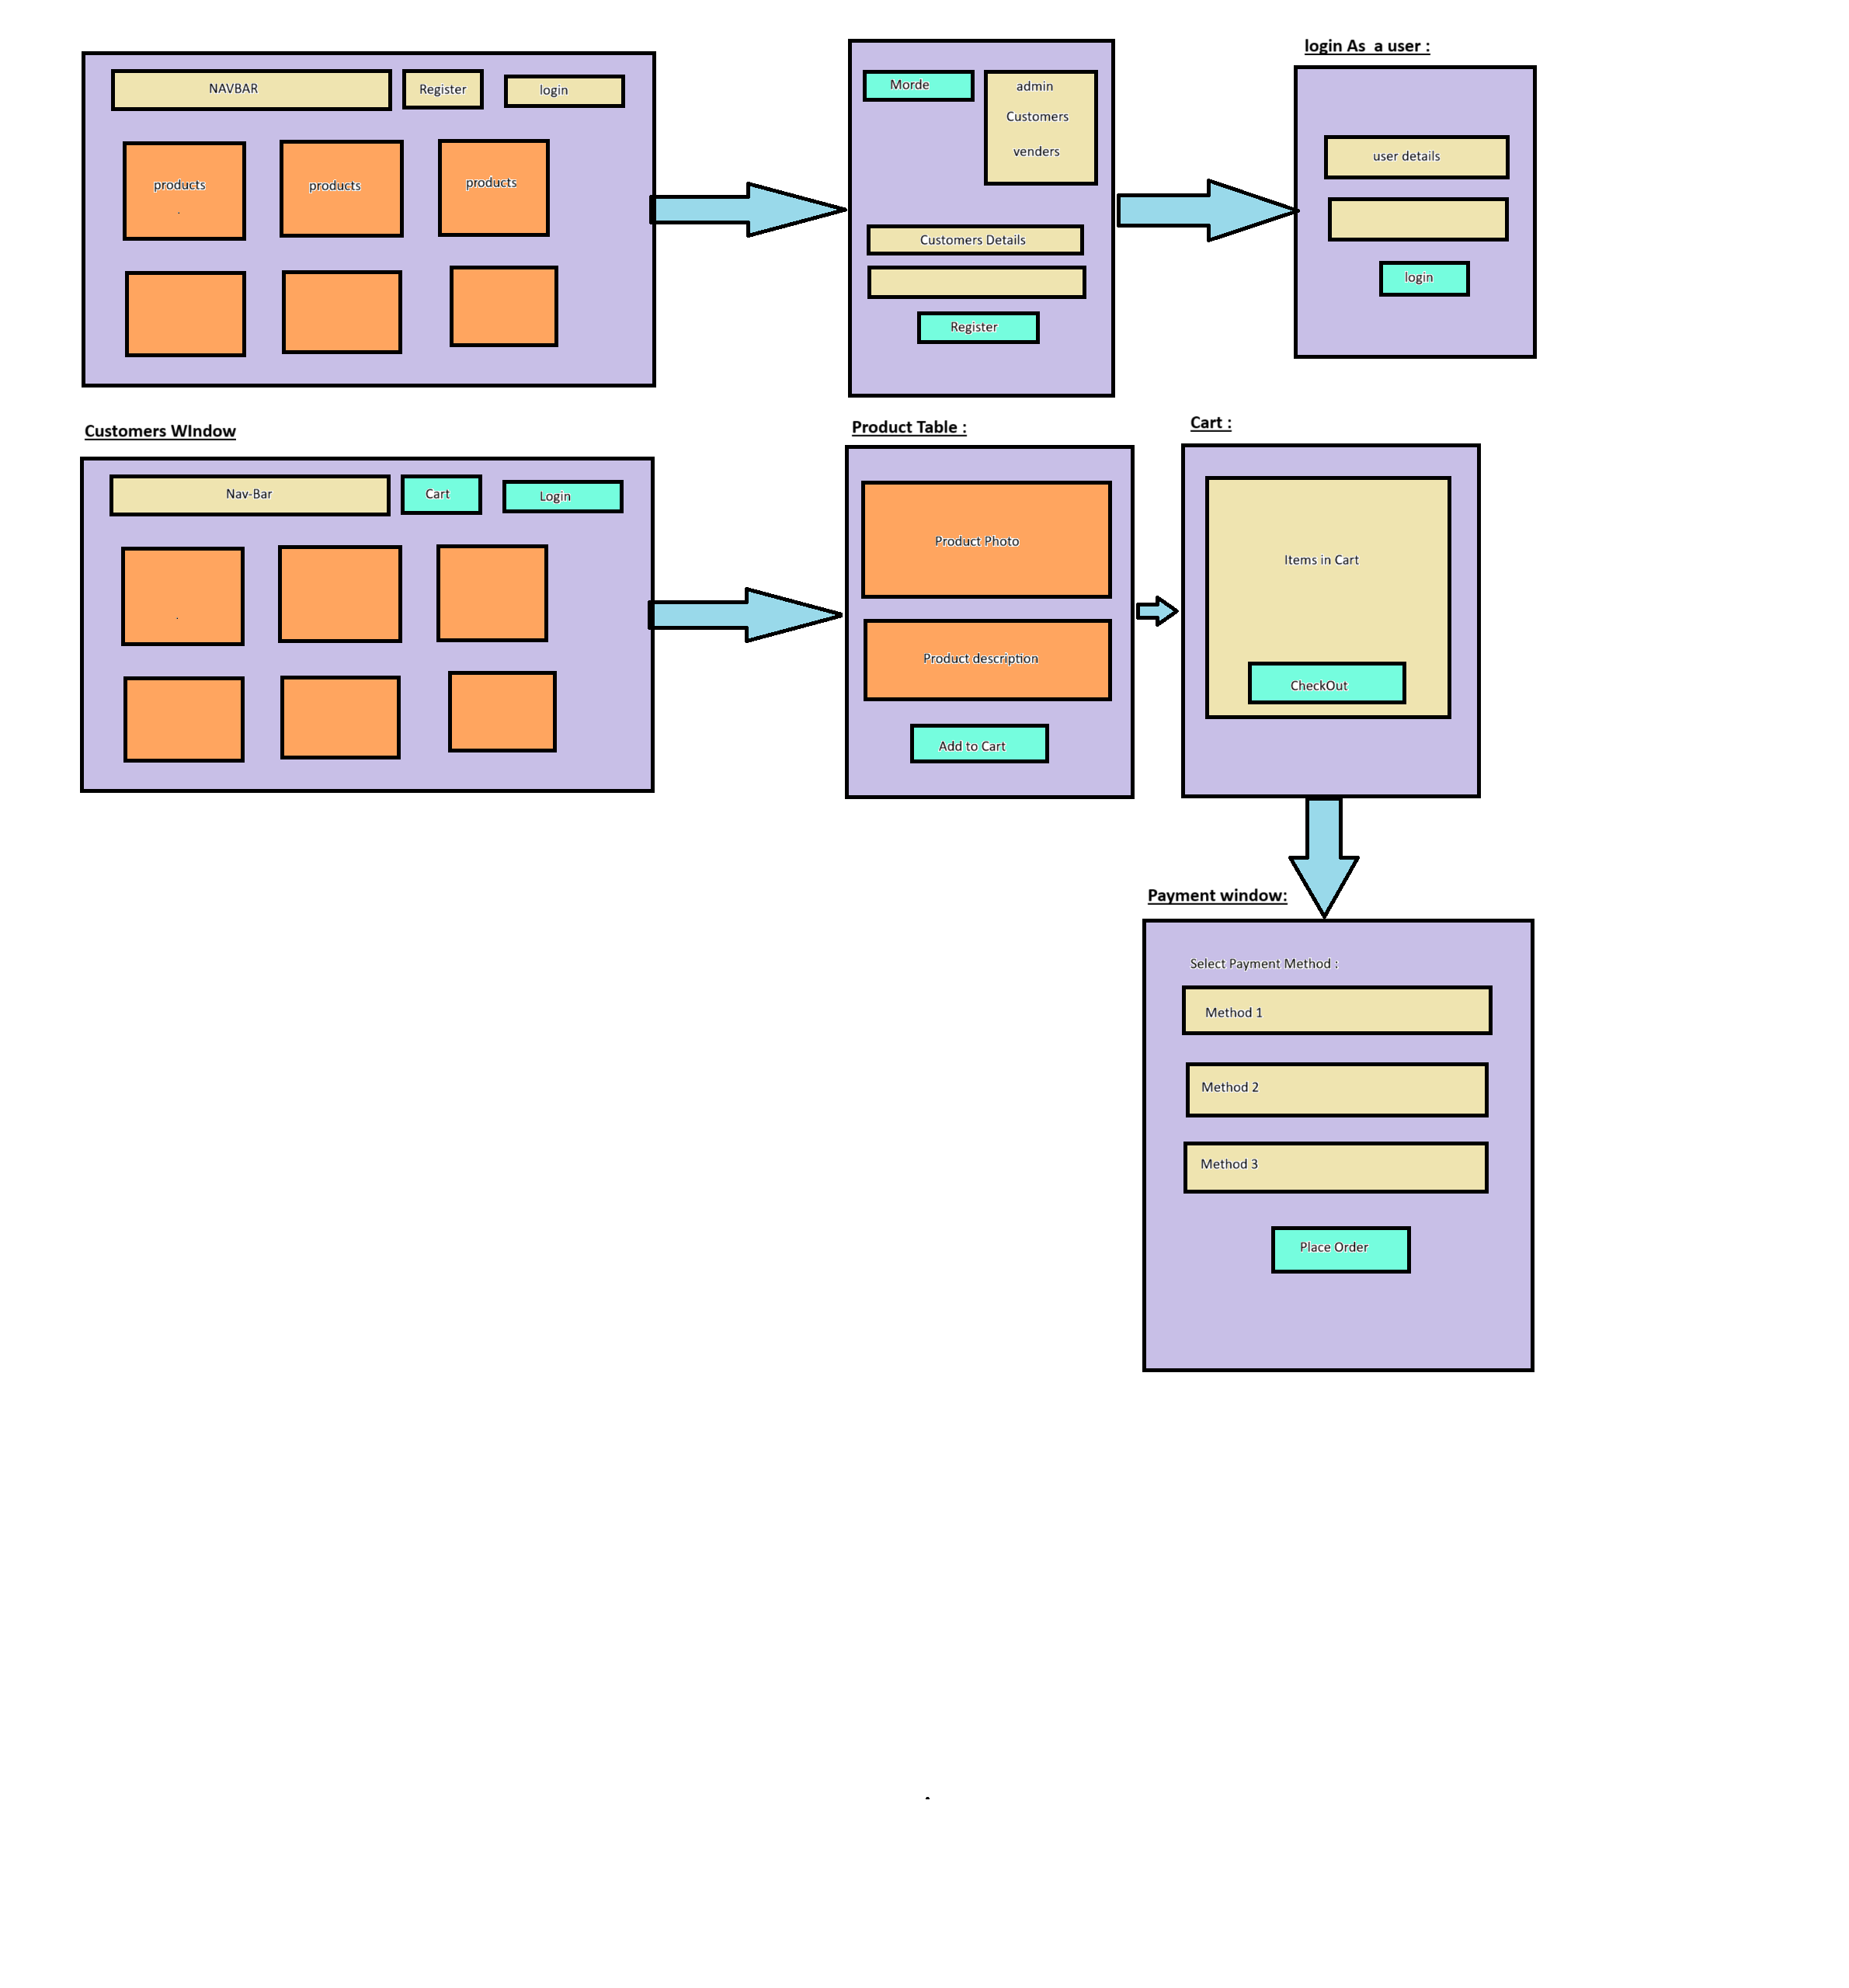 NAVBAR
Register
login
products
products
products
Morde
admin
Customers
venders
Customers Details
Register
login As  a user :
user details
login
Customers WIndow
Nav-Bar
Cart
Login
Product Table :
Product Photo
Product description
Add to Cart
Cart :
Items in Cart
CheckOut
Payment window:
Select Payment Method :
Method 1
Method 2
Method 3
Place Order